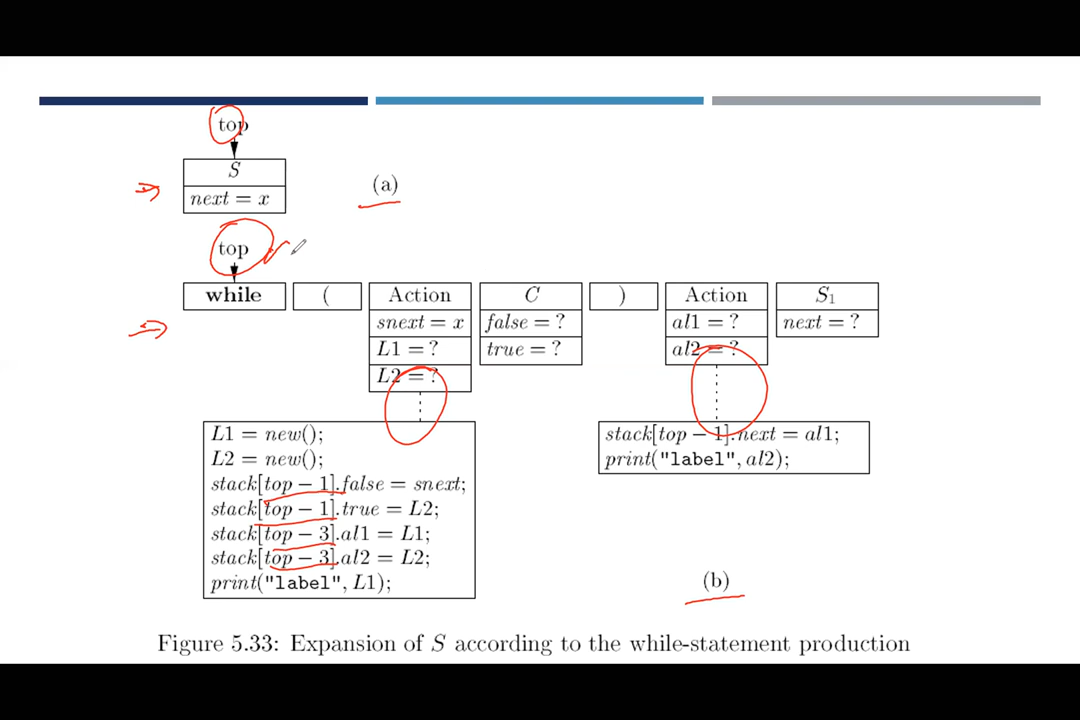 top
S
next = x
(a)
top
while ( Action C ) Action S₁
snext = x false = ? al1 = ? next = ?
L1 = ? true = ? al2 = ?
L2 = ?
L1 = new();
L2 = new();
stack[top − 1].false = snext;
stack[top − 1].true = L2;
stack[top − 3].al1 = L1;
stack[top − 3].al2 = L2;
print("label", L1);
stack[top − 1].next = al1;
print("label", al2);
(b)
Figure 5.33: Expansion of S according to the while-statement production